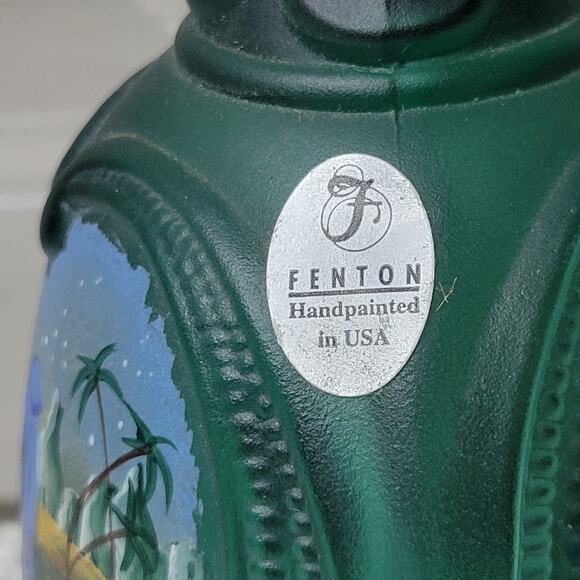 F
FENTON
Handpainted
in USA